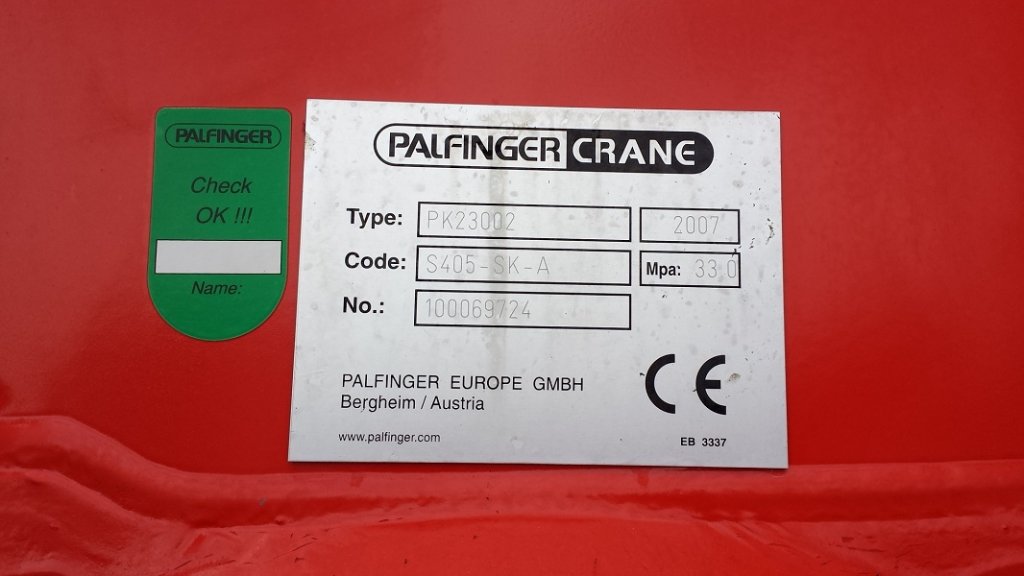 PALFINGER
Check
OK !!!
Name:
PALFINGER CRANE
Type: PK23002 2007
Code: S405-SK-A Mpa: 33.0
No.: 100069724
PALFINGER EUROPE GMBH
Bergheim / Austria
www.palfinger.com
CE
EB 3337